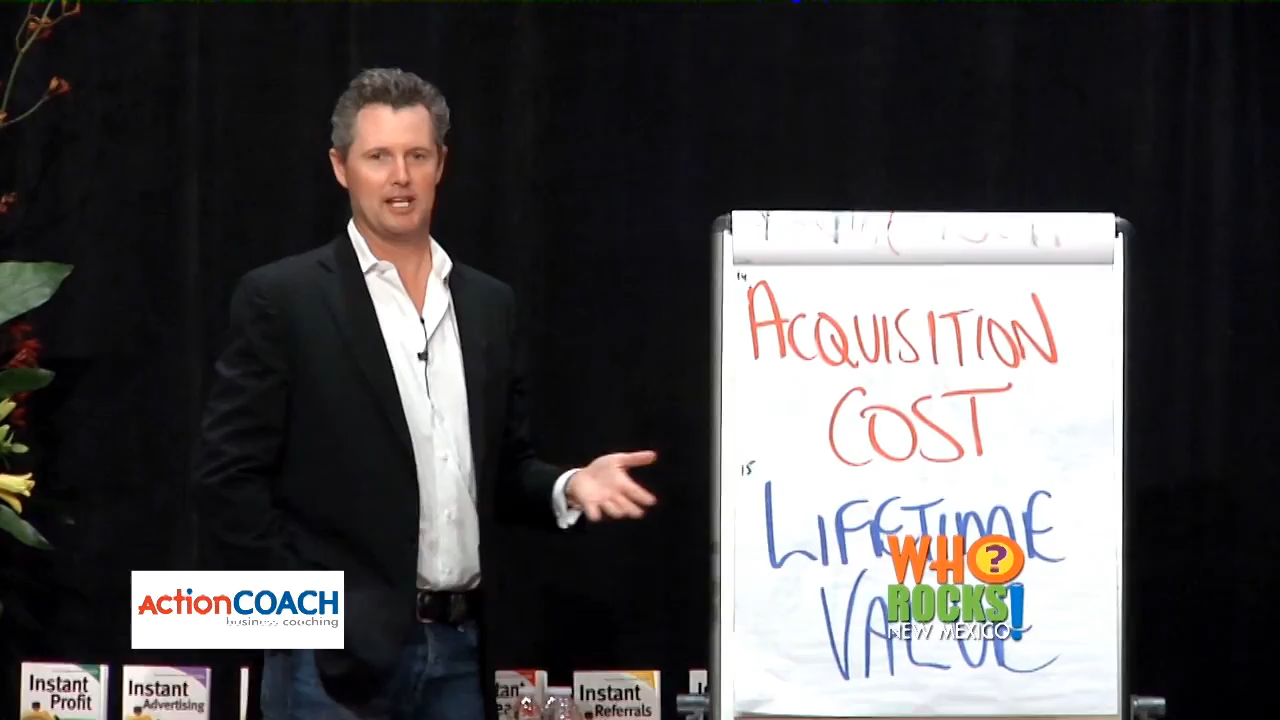 14
ACQUISITION
COST
15
LIFETIME
VALUE
WHO?
ROCKS!
NEW MEXICO
ActionCOACH
business coaching
Instant
Profit
Instant
Advertising
Instant
Referrals